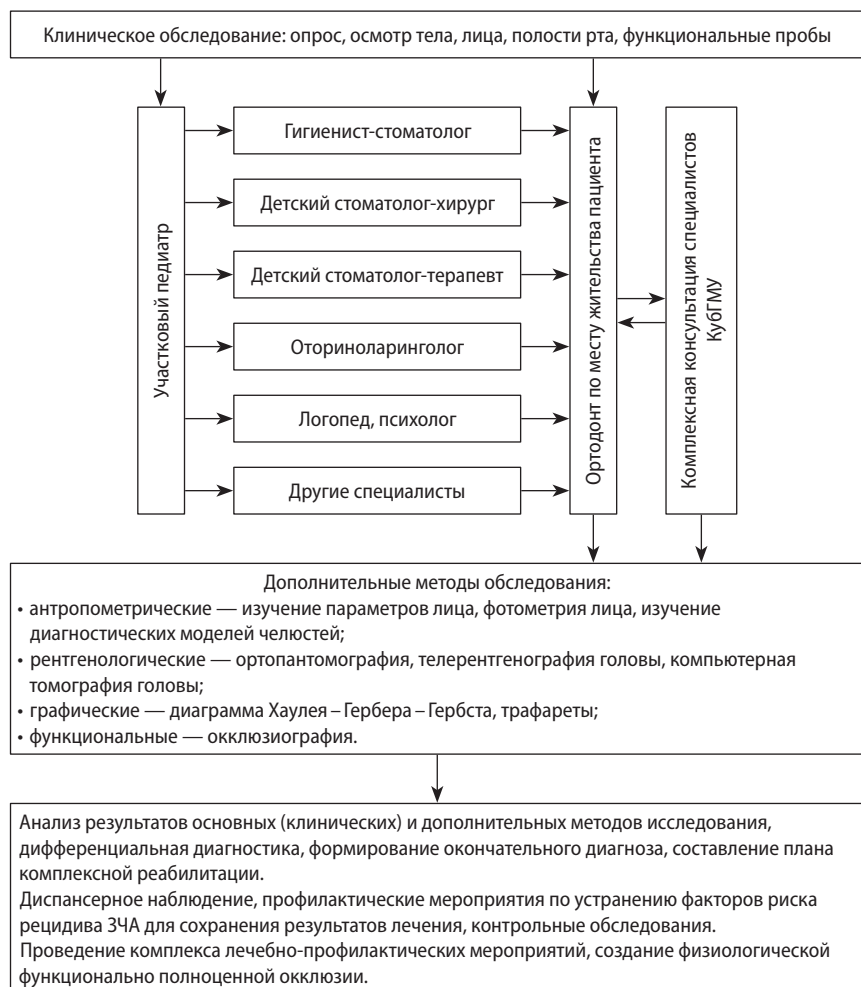 Клиническое обследование: опрос, осмотр тела, лица, полости рта, функциональные пробы
Участковый педиатр
Гигиенист-стоматолог
Детский стоматолог-хирург
Детский стоматолог-терапевт
Оториноларинголог
Логопед, психолог
Другие специалисты
Ортодонт по месту жительства пациента
Комплексная консультация специалистов
КубГМУ
Дополнительные методы обследования:
• антропометрические — изучение параметров лица, фотометрия лица, изучение
диагностических моделей челюстей;
• рентгенологические — ортопантомография, телерентгенография головы, компьютерная
томография головы;
• графические — диаграмма Хаулея – Гербера – Гербста, трафареты;
• функциональные — окклюзиография.
Анализ результатов основных (клинических) и дополнительных методов исследования,
дифференциальная диагностика, формирование окончательного диагноза, составление плана
комплексной реабилитации.
Диспансерное наблюдение, профилактические мероприятия по устранению факторов риска
рецидива ЗЧА для сохранения результатов лечения, контрольные обследования.
Проведение комплекса лечебно-профилактических мероприятий, создание физиологической
функционально полноценной окклюзии.